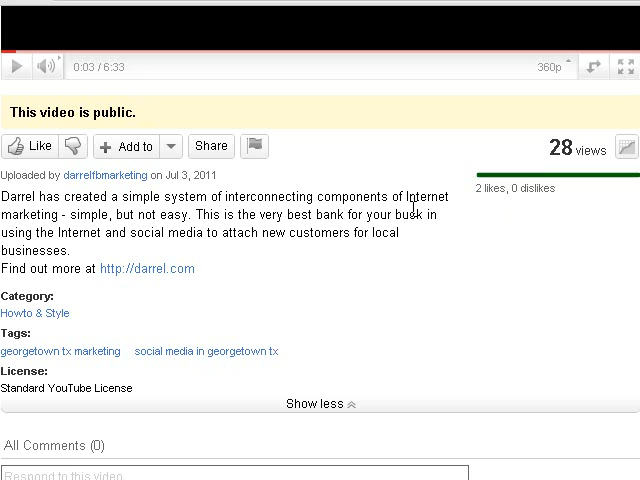 0:03 / 6:33 360p
This video is public.
Like Add to Share 28 views
Uploaded by darrelfbmarketing on Jul 3, 2011
2 likes, 0 dislikes
Darrel has created a simple system of interconnecting components of Internet
marketing - simple, but not easy. This is the very best bank for your buck in
using the Internet and social media to attach new customers for local
businesses.
Find out more at http://darrel.com
Category:
Howto & Style
Tags:
georgetown tx marketing social media in georgetown tx
License:
Standard YouTube License
Show less
All Comments (0)
Respond to this video